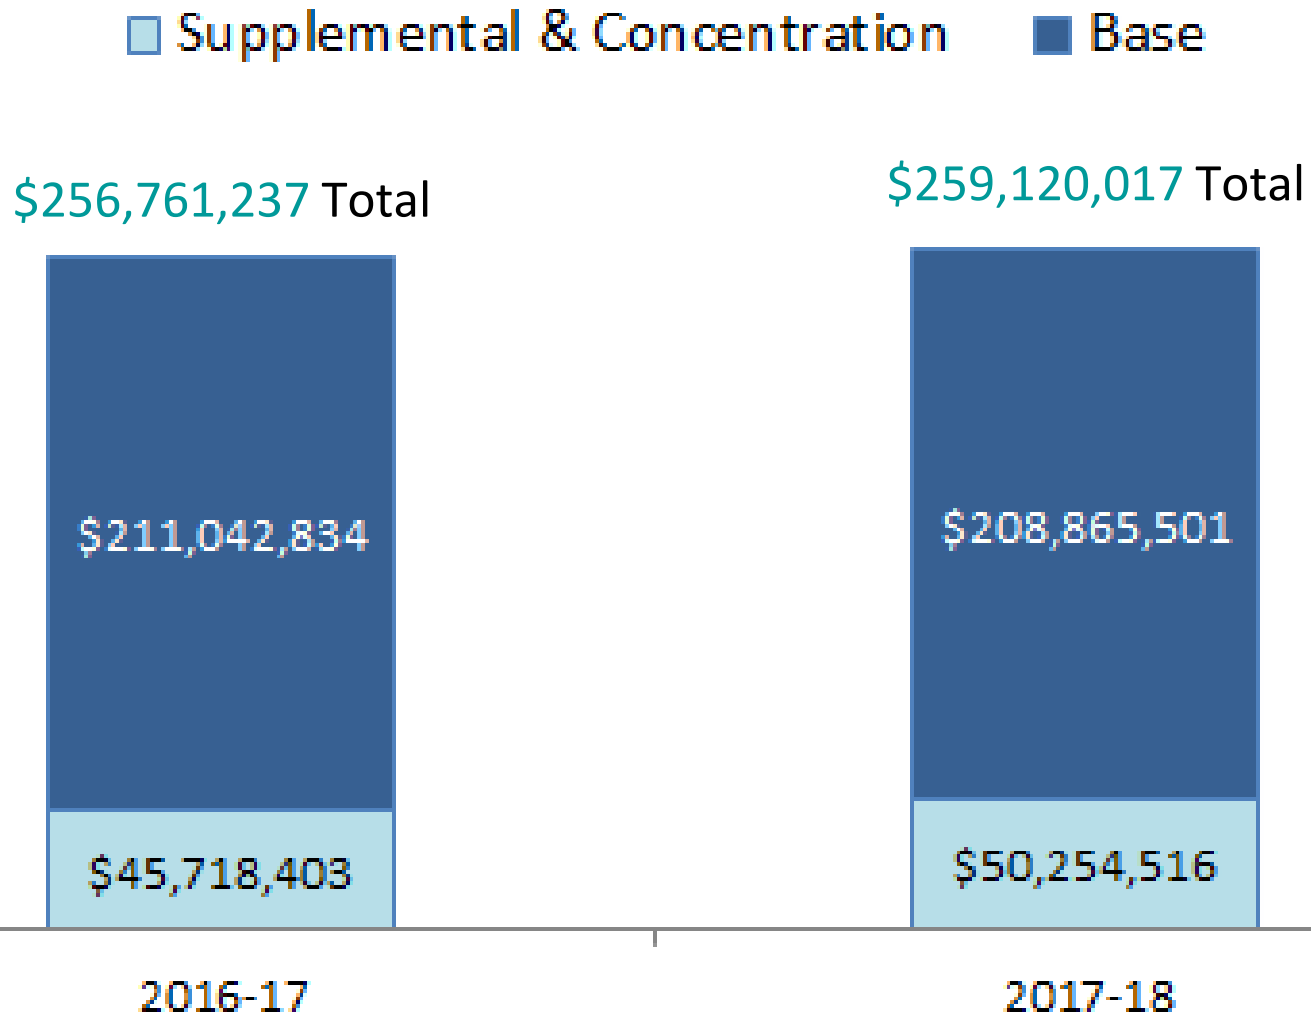 Supplemental & Concentration Base
$256,761,237 Total
$259,120,017 Total
$211,042,834
$208,865,501
$45,718,403
$50,254,516
2016-17
2017-18